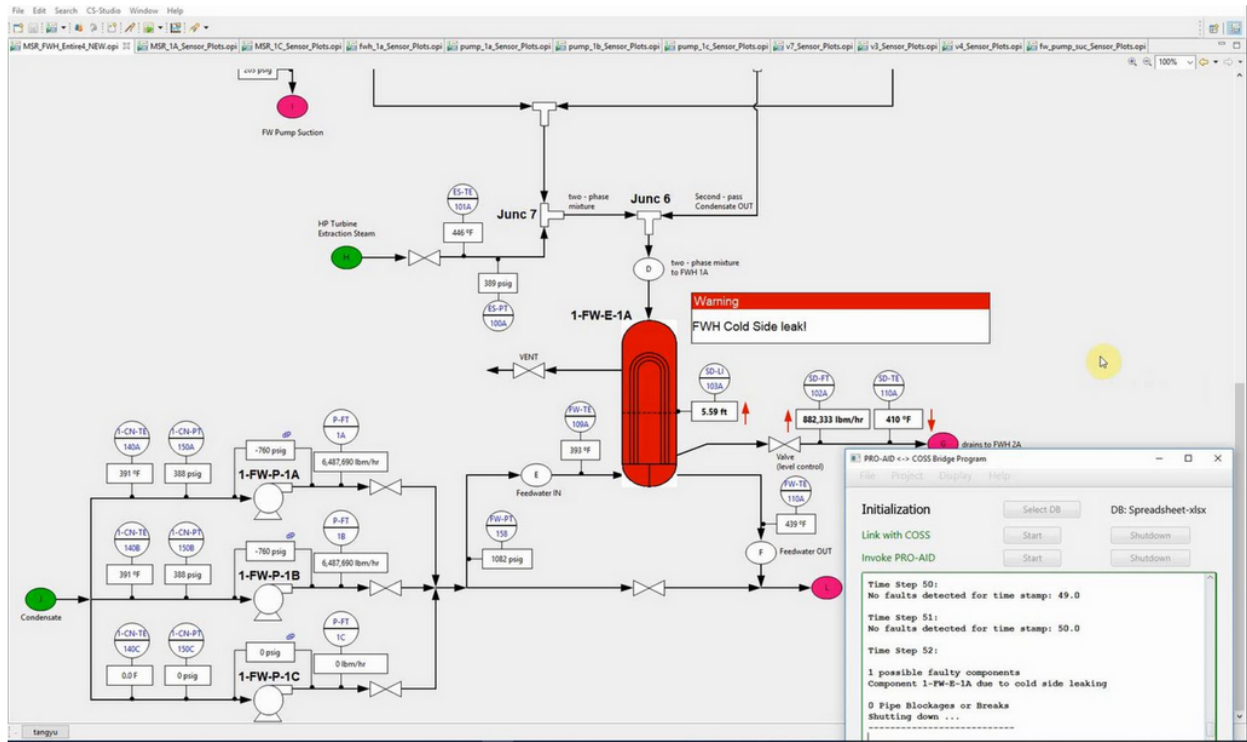 File Edit Search CS-Studio Window Help
MSR_FWH_Entire4_NEW.opi MSR_1A_Sensor_Plots.opi MSR_1C_Sensor_Plots.opi fwh_1a_Sensor_Plots.opi pump_1a_Sensor_Plots.opi pump_1b_Sensor_Plots.opi pump_1c_Sensor_Plots.opi v7_Sensor_Plots.opi v3_Sensor_Plots.opi v4_Sensor_Plots.opi fw_pump_suc_Sensor_Plots.opi
100%
I
FW Pump Suction
HP Turbine
Extraction Steam
H
ES-TE
101A
446 ºF
389 psig
ES-PT
100A
Junc 7
two - phase
mixture
Junc 6
Second - pass
Condensate OUT
D
two - phase mixture
to FWH 1A
1-FW-E-1A
Warning
FWH Cold Side leak!
VENT
SD-LI
103A
5.59 ft
SD-FT
102A
882,333 lbm/hr
SD-TE
110A
410 ºF
G
drains to FWH 2A
Valve
(level control)
FW-TE
109A
393 ºF
E
Feedwater IN
FW-PT
158
1082 psig
FW-TE
110A
439 ºF
F
Feedwater OUT
L
1-CN-TE
140A
391 ºF
1-CN-PT
150A
388 psig
-760 psig
1-FW-P-1A
P-FT
1A
6,487,690 lbm/hr
1-CN-TE
140B
391 ºF
1-CN-PT
150B
388 psig
-760 psig
1-FW-P-1B
P-FT
1B
6,487,690 lbm/hr
Condensate
1-CN-TE
140C
0.0 F
1-CN-PT
150C
0 psig
0 psig
1-FW-P-1C
P-FT
1C
0 lbm/hr
PRO-AID <-> COSS Bridge Program
File Project Display Help
Initialization Select DB DB: Spreadsheet-xlsx
Link with COSS Start Shutdown
Invoke PRO-AID Start Shutdown
Time Step 50:
No faults detected for time stamp: 49.0
Time Step 51:
No faults detected for time stamp: 50.0
Time Step 52:
1 possible faulty components
Component 1-FW-E-1A due to cold side leaking
0 Pipe Blockages or Breaks
Shutting down ...
---------------------------
tangyu